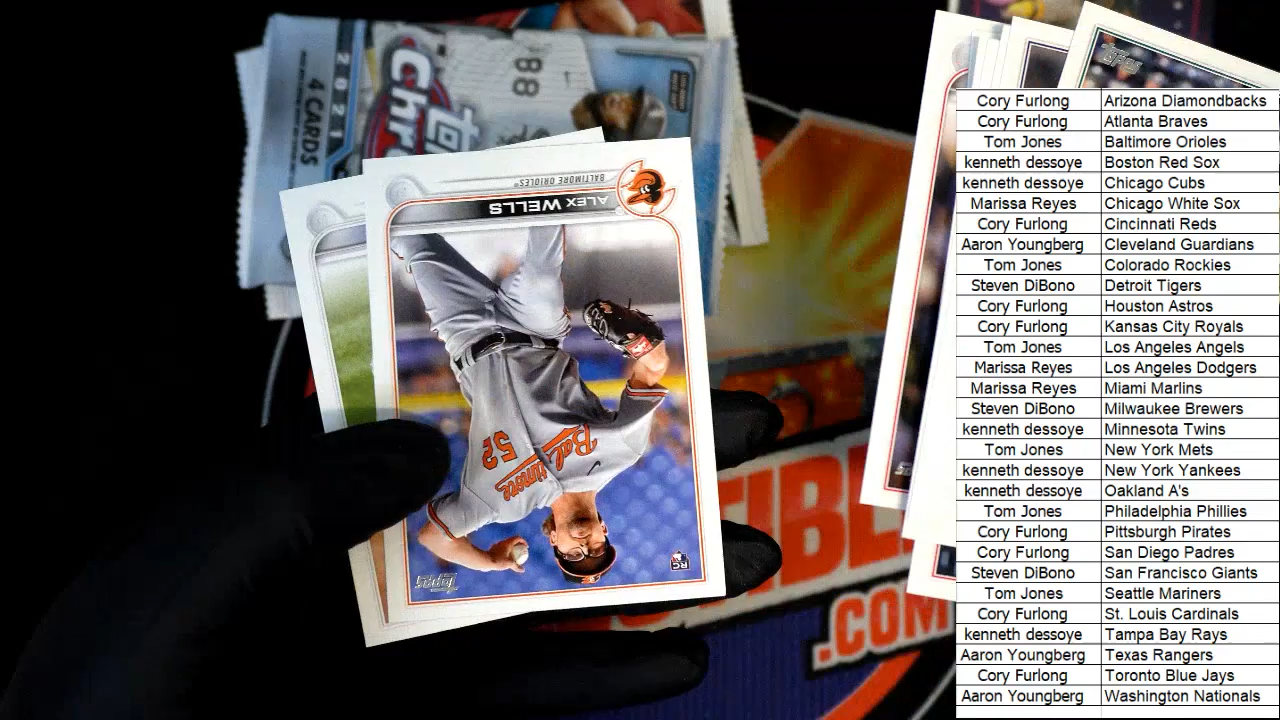 2021
4 CARDS
Topps
Chr
88
BALTIMORE ORIOLES
ALEX WELLS
Baltimore
52
RC
Topps
Topps
TIBL
.COM
Cory Furlong Arizona Diamondbacks
Cory Furlong Atlanta Braves
Tom Jones Baltimore Orioles
kenneth dessoye Boston Red Sox
kenneth dessoye Chicago Cubs
Marissa Reyes Chicago White Sox
Cory Furlong Cincinnati Reds
Aaron Youngberg Cleveland Guardians
Tom Jones Colorado Rockies
Steven DiBono Detroit Tigers
Cory Furlong Houston Astros
Cory Furlong Kansas City Royals
Tom Jones Los Angeles Angels
Marissa Reyes Los Angeles Dodgers
Marissa Reyes Miami Marlins
Steven DiBono Milwaukee Brewers
kenneth dessoye Minnesota Twins
Tom Jones New York Mets
kenneth dessoye New York Yankees
kenneth dessoye Oakland A's
Tom Jones Philadelphia Phillies
Cory Furlong Pittsburgh Pirates
Cory Furlong San Diego Padres
Steven DiBono San Francisco Giants
Tom Jones Seattle Mariners
Cory Furlong St. Louis Cardinals
kenneth dessoye Tampa Bay Rays
Aaron Youngberg Texas Rangers
Cory Furlong Toronto Blue Jays
Aaron Youngberg Washington Nationals